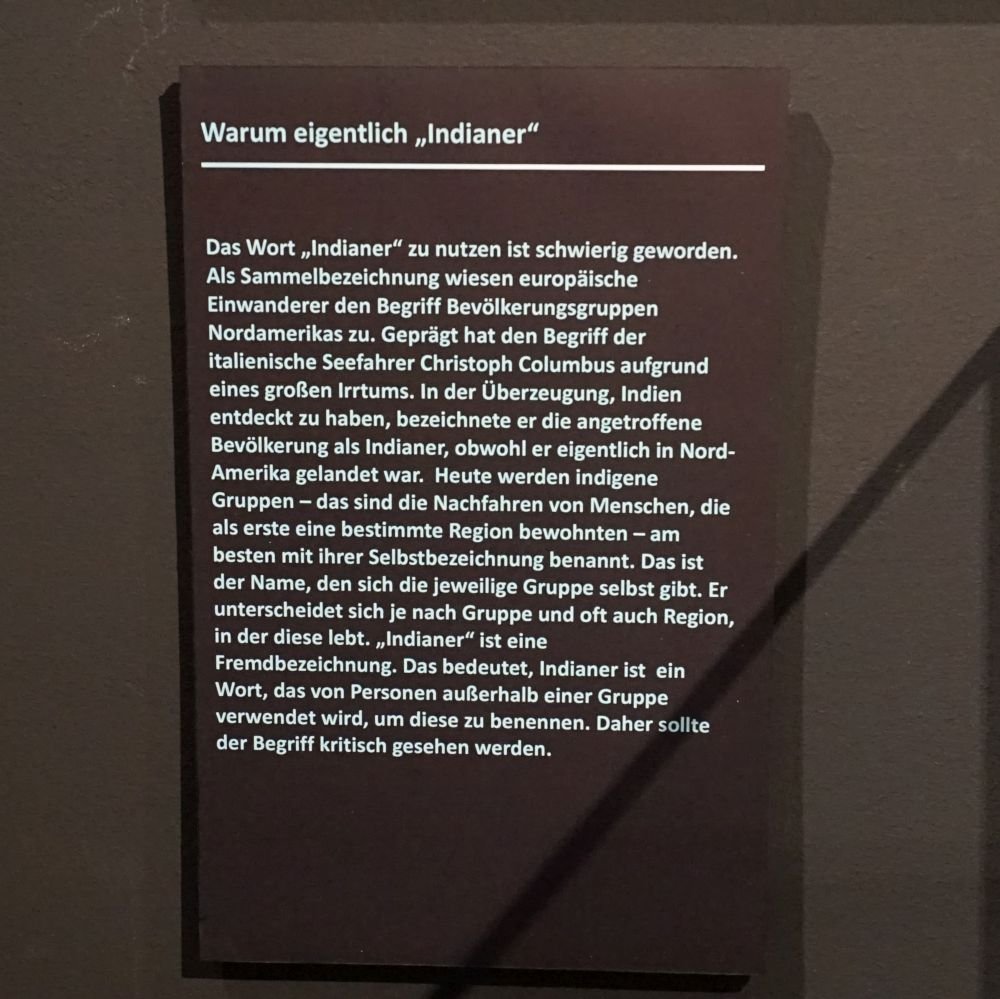 Warum eigentlich „Indianer“
Das Wort „Indianer“ zu nutzen ist schwierig geworden.
Als Sammelbezeichnung wiesen europäische
Einwanderer den Begriff Bevölkerungsgruppen
Nordamerikas zu. Geprägt hat den Begriff der
italienische Seefahrer Christoph Columbus aufgrund
eines großen Irrtums. In der Überzeugung, Indien
entdeckt zu haben, bezeichnete er die angetroffene
Bevölkerung als Indianer, obwohl er eigentlich in Nord-
Amerika gelandet war.  Heute werden indigene
Gruppen – das sind die Nachfahren von Menschen, die
als erste eine bestimmte Region bewohnten – am
besten mit ihrer Selbstbezeichnung benannt. Das ist
der Name, den sich die jeweilige Gruppe selbst gibt. Er
unterscheidet sich je nach Gruppe und oft auch Region,
in der diese lebt. „Indianer“ ist eine
Fremdbezeichnung. Das bedeutet, Indianer ist  ein
Wort, das von Personen außerhalb einer Gruppe
verwendet wird, um diese zu benennen. Daher sollte
der Begriff kritisch gesehen werden.